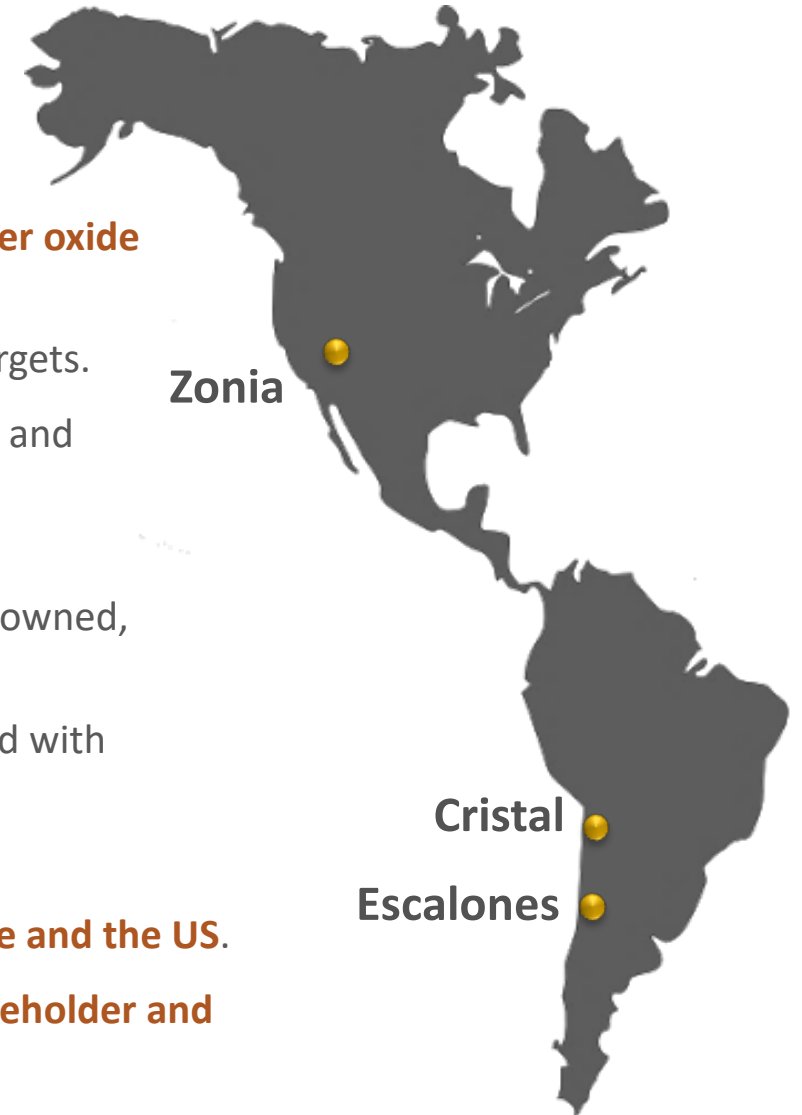 er oxide
rgets.
Zonia
and
owned,
d with
Cristal
Escalones
e and the US.
eholder and